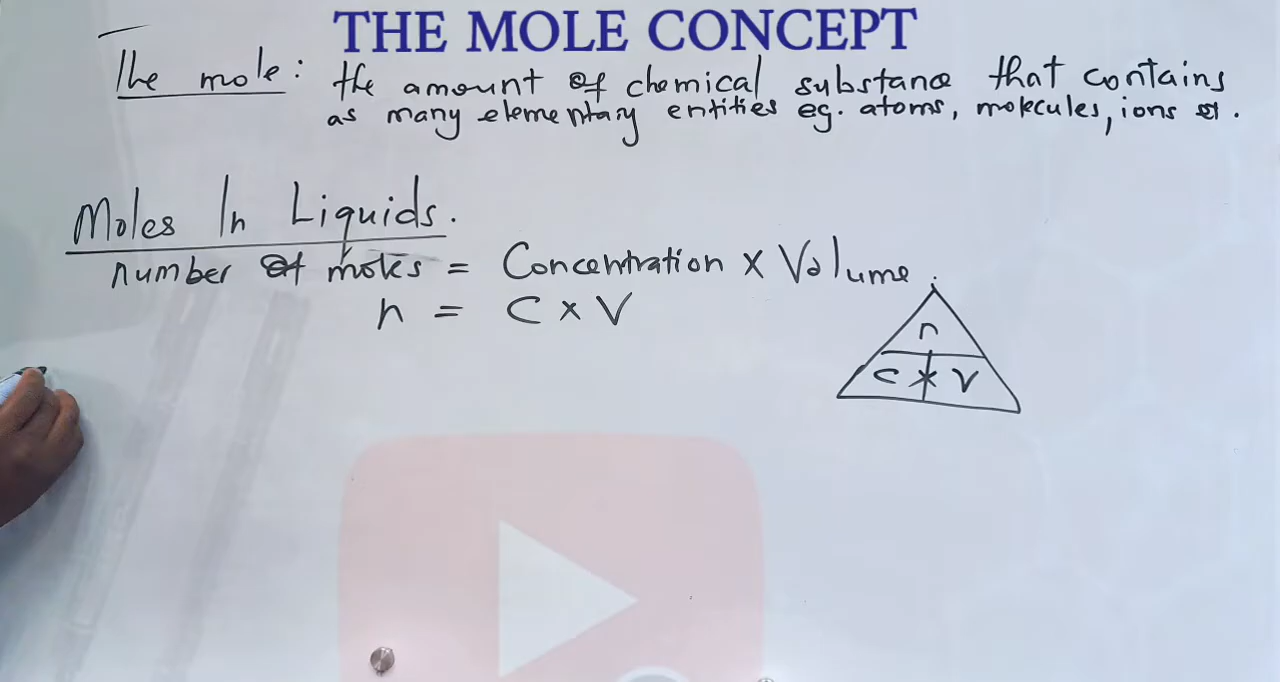 THE MOLE CONCEPT
The mole: the amount of chemical substance that contains
as many elementary entities eg. atoms, molecules, ions
Moles In Liquids.
number of moles = Concentration x Volume.
n = C x V
n
C x V